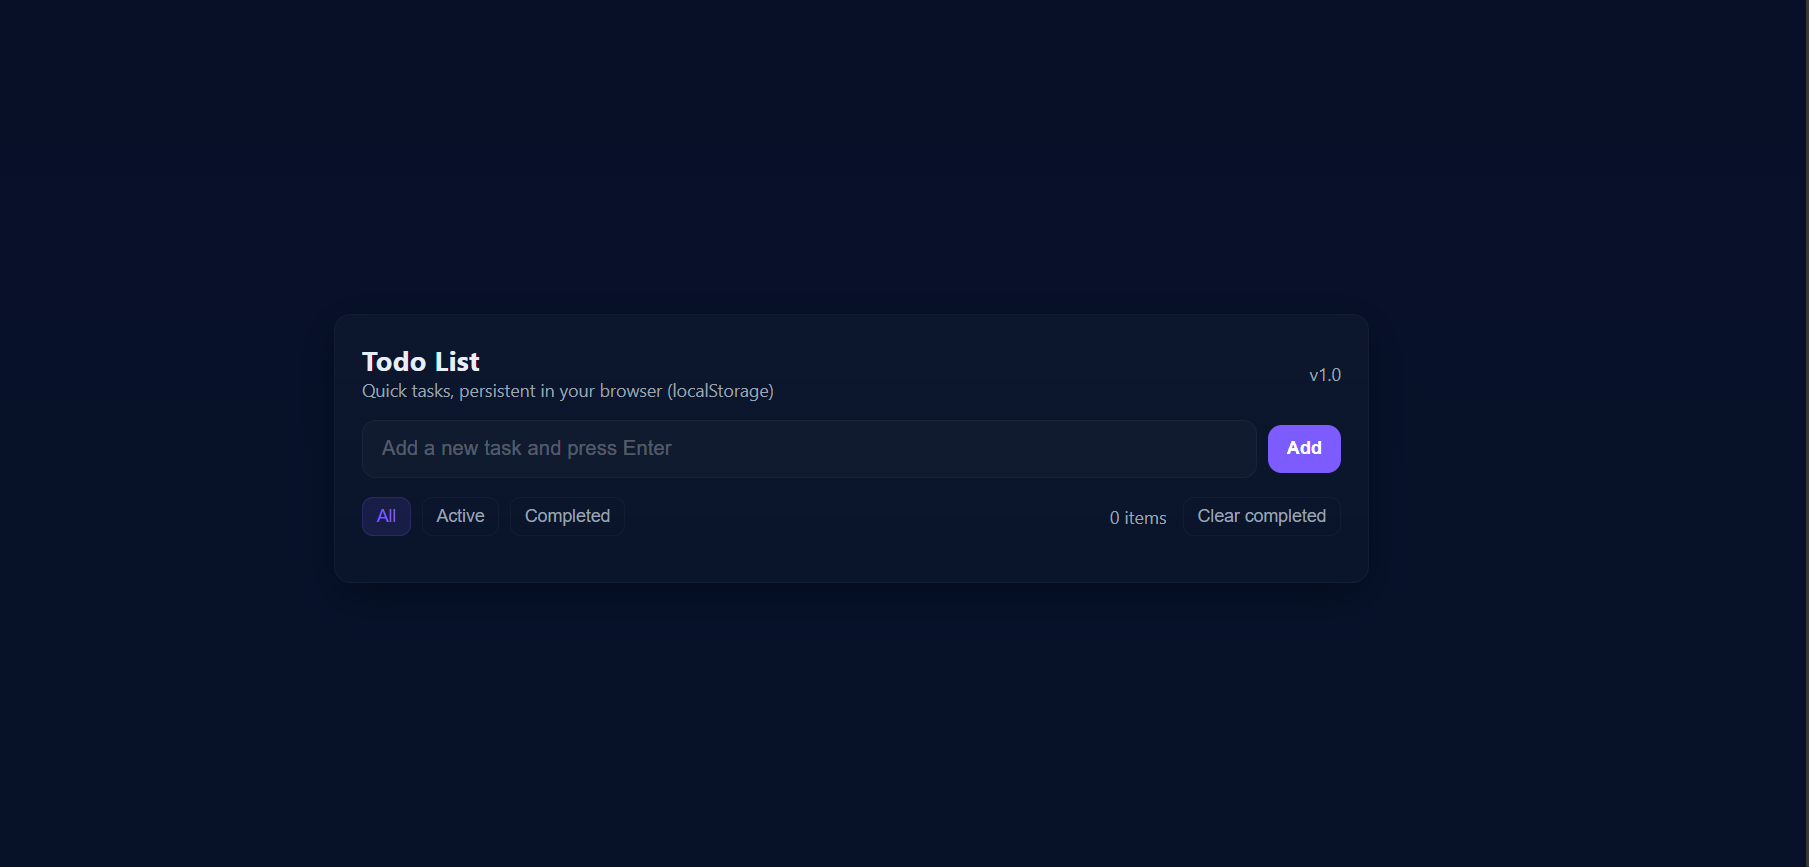 Todo List
Quick tasks, persistent in your browser (localStorage)
v1.0
Add a new task and press Enter
Add
All
Active
Completed
0 items
Clear completed